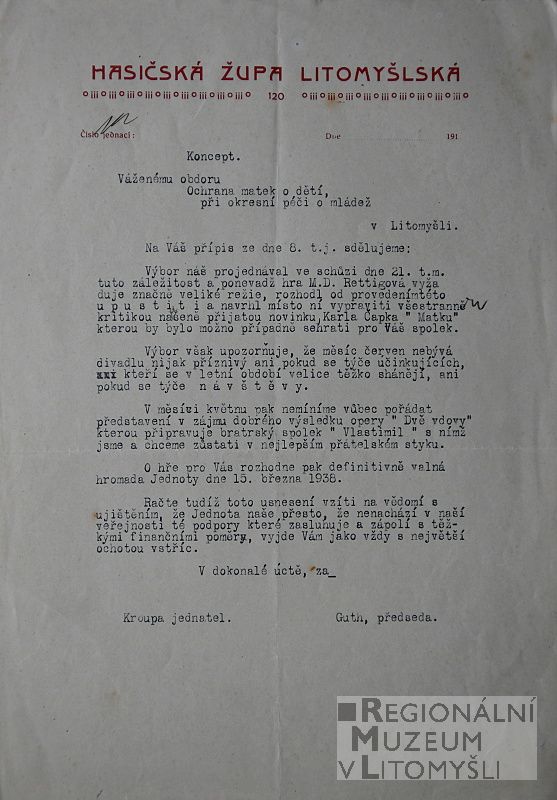 HASIČSKÁ ŽUPA LITOMYŠLSKÁ
120
Číslo jednací: Dne 191
Koncept.
Váženému obdoru
Ochrana matek o dětí,
při okresní péči o mládež
v Litomyšli.
Na Váš přípis ze dne 8. t.j. sdělujeme:
Výbor náš projednával ve schůzi dne 21. t.m.
tuto záležitost a poněvadž hra M.D. Rettigová vyža
duje značně veliké režie, rozhodl od provedenímtéto
u p u s t i t i a navrhl místo ní vypraviti všestranně
kritikou nášeně přijatou novinku, Karla Čapka " Matku"
kterou by bylo možno případně sehrati pro Váš spolek.
Výbor však upozorňuje, že měsíc červen nebývá
divadlu nijak příznivý ani pokud se týče účinkujících,
xxi kteří se v letní období velice těžko shánějí, ani
pokud se týče n á v š t ě v y.
V měsíci květnu pak nemíníme vůbec pořádat
představení v zájmu dobrého výsledku opery " Dvě vdovy"
kterou připravuje bratrský spolek " Vlastimil " s nímž
jsme a chceme zůstati v nejlepším přátelském styku.
O hře pro Vás rozhodne pak definitivně valná
hromada Jednoty dne 15. března 1938.
Račte tudíž toto usnesení vzíti na vědomí s
ujištěním, že Jednota naše přesto, že nenachází v naší
veřejnosti té podpory které zasluhuje a zápolí s těž-
kými finančními poměry, vyjde Vám jako vždy s největší
ochotou vstříc.
V dokonalé úctě, za_
Kroupa jednatel. Guth, předseda.
REGIONÁLNÍ
MUZEUM
V LITOMYŠLI